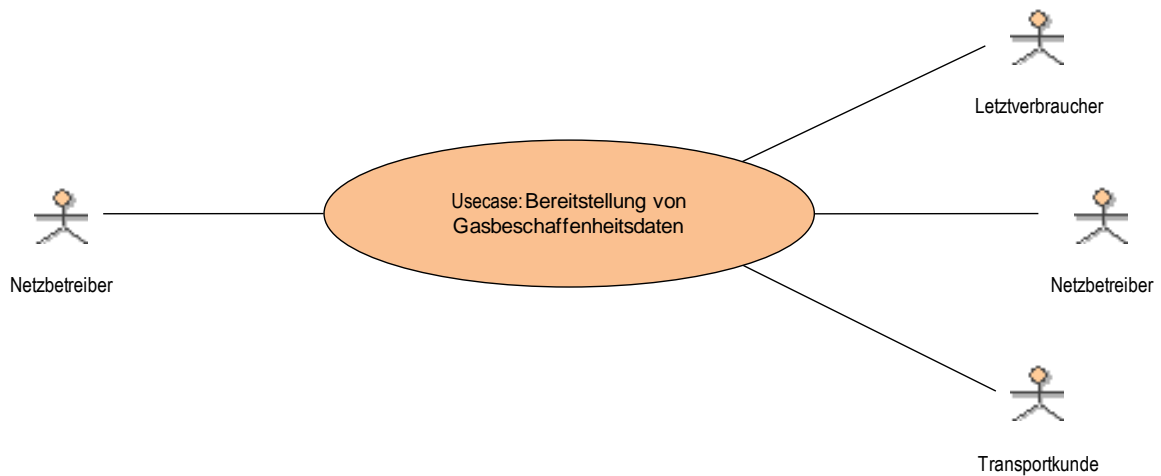 Letztverbraucher
Usecase: Bereitstellung von
Gasbeschaffenheitsdaten
Netzbetreiber
Netzbetreiber
Transportkunde